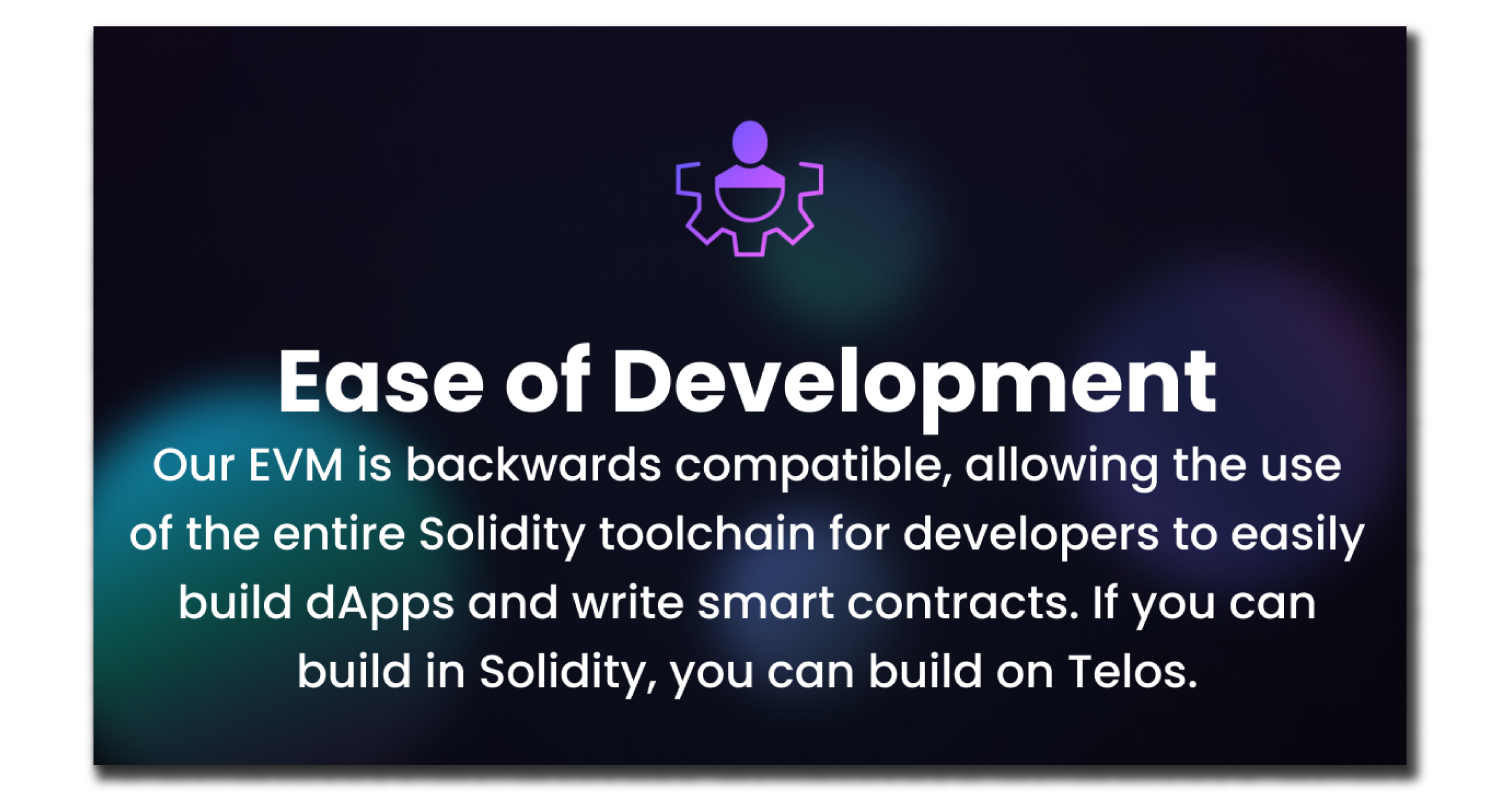 Ease of Development
Our EVM is backwards compatible, allowing the use
of the entire Solidity toolchain for developers to easily
build dApps and write smart contracts. If you can
build in Solidity, you can build on Telos.